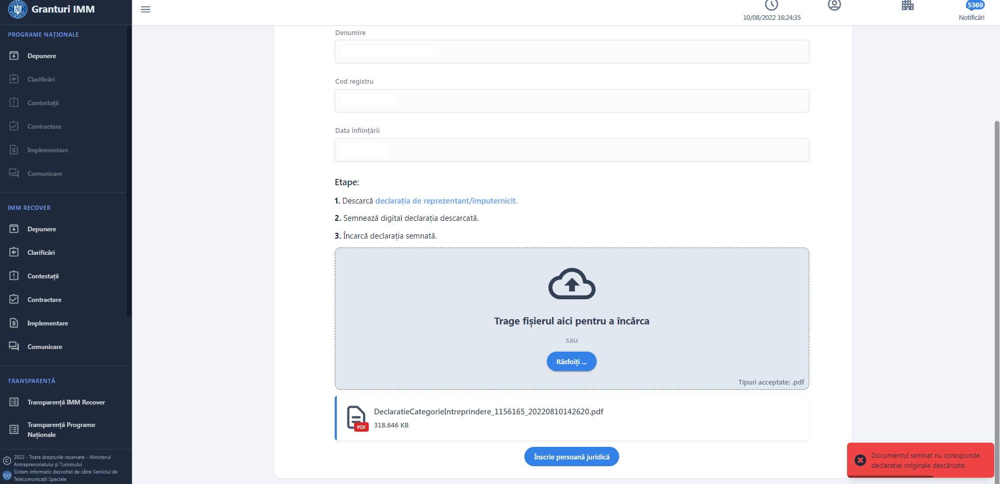 Granturi IMM
10/08/2022 16:24:35
5369
Notificări
PROGRAME NAȚIONALE
Depunere
Clarificări
Contestații
Contractare
Implementare
Comunicare
IMM RECOVER
Depunere
Clarificări
Contestații
Contractare
Implementare
Comunicare
TRANSPARENȚĂ
Transparență IMM Recover
Transparență Programe
Naționale
2022 - Toate drepturile rezervate - Ministerul
Antreprenoriatului și Turismului
Sistem informatic dezvoltat de către Serviciul de
Telecomunicații Speciale
Denumire
Cod registru
Data înființării
Etape:
1. Descarcă declarația de reprezentant/împuternicit.
2. Semnează digital declarația descarcată.
3. Încarcă declarația semnată.
Trage fișierul aici pentru a încărca
sau
Răsfoiți ...
Tipuri acceptate: .pdf
PDF
DeclaratieCategorieIntreprindere_1156165_20220810142620.pdf
318.646 KB
Înscrie persoană juridică
Documentul semnat nu corespunde
declarației originale descărcate.